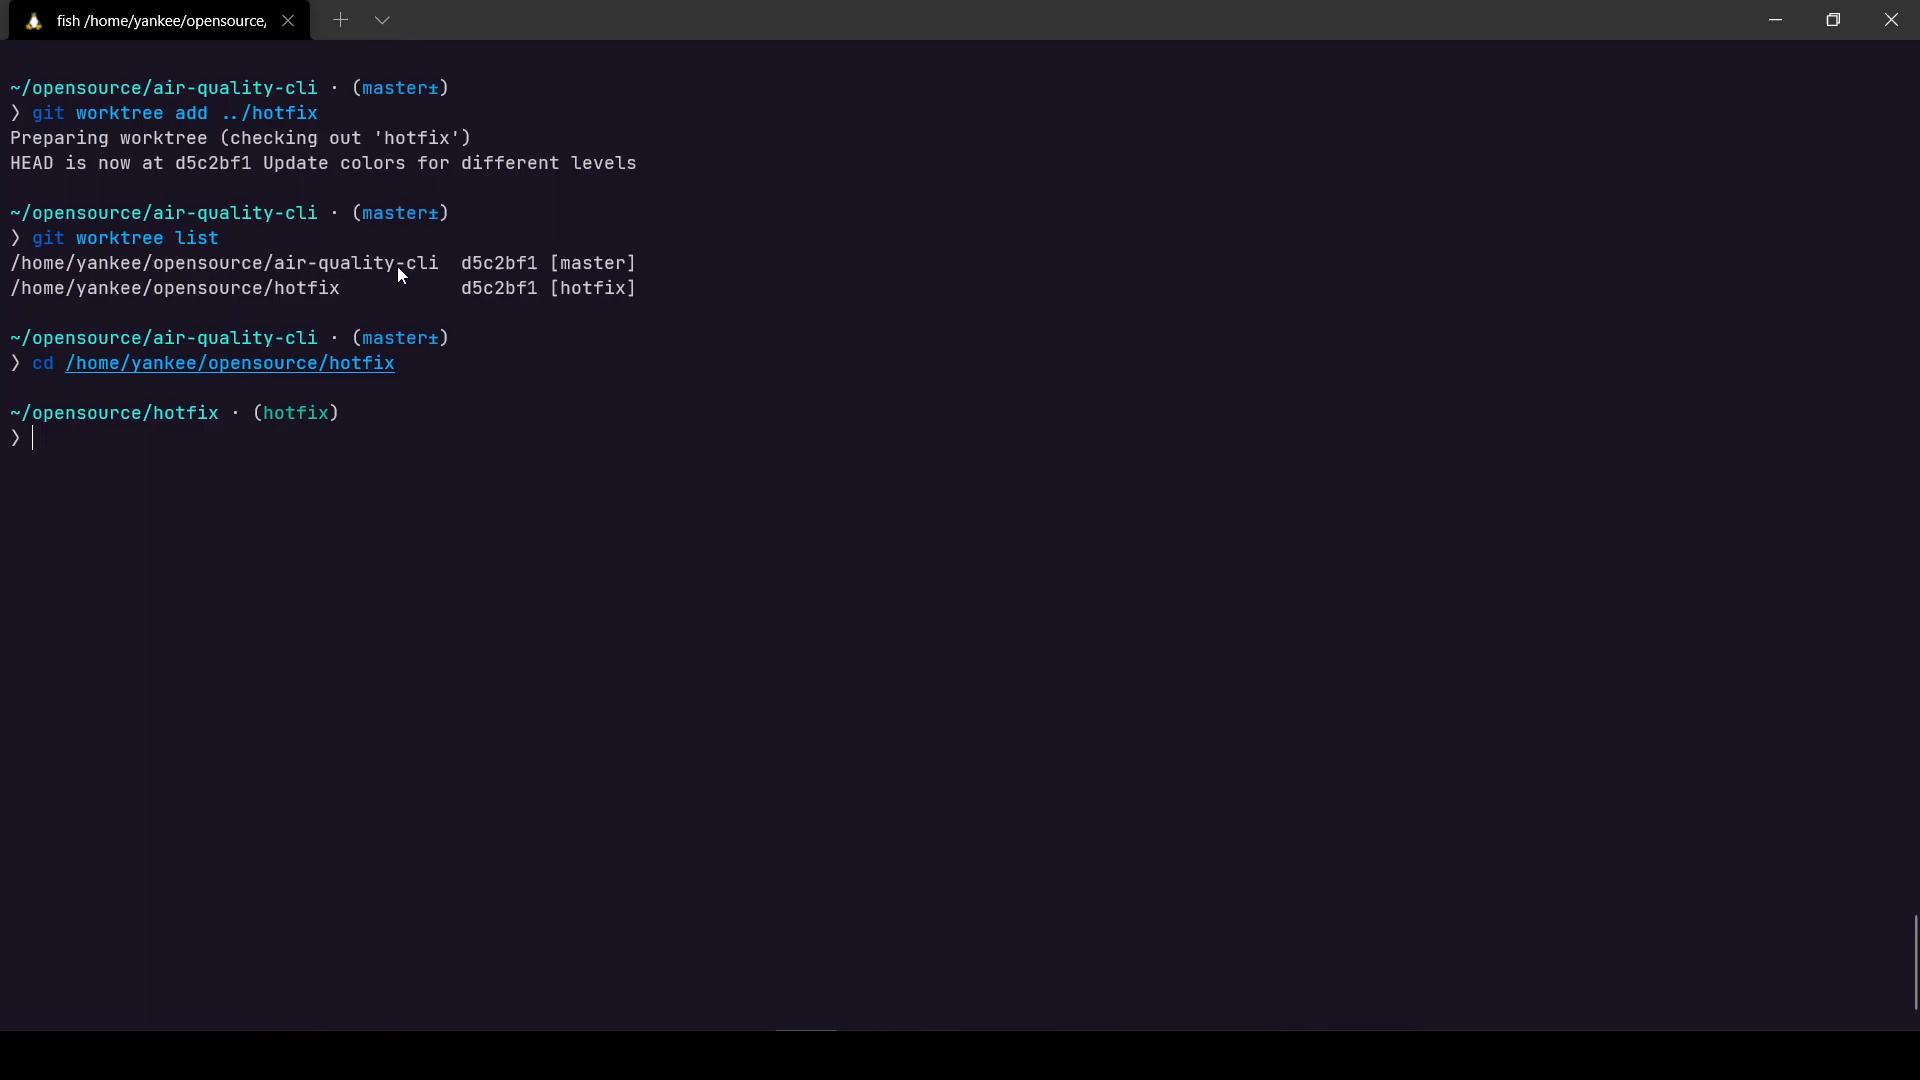 fish /home/yankee/opensource,
~/opensource/air-quality-cli · (master±)
❯ git worktree add ../hotfix
Preparing worktree (checking out 'hotfix')
HEAD is now at d5c2bf1 Update colors for different levels
~/opensource/air-quality-cli · (master±)
❯ git worktree list
/home/yankee/opensource/air-quality-cli  d5c2bf1 [master]
/home/yankee/opensource/hotfix           d5c2bf1 [hotfix]
~/opensource/air-quality-cli · (master±)
❯ cd /home/yankee/opensource/hotfix
~/opensource/hotfix · (hotfix)
❯